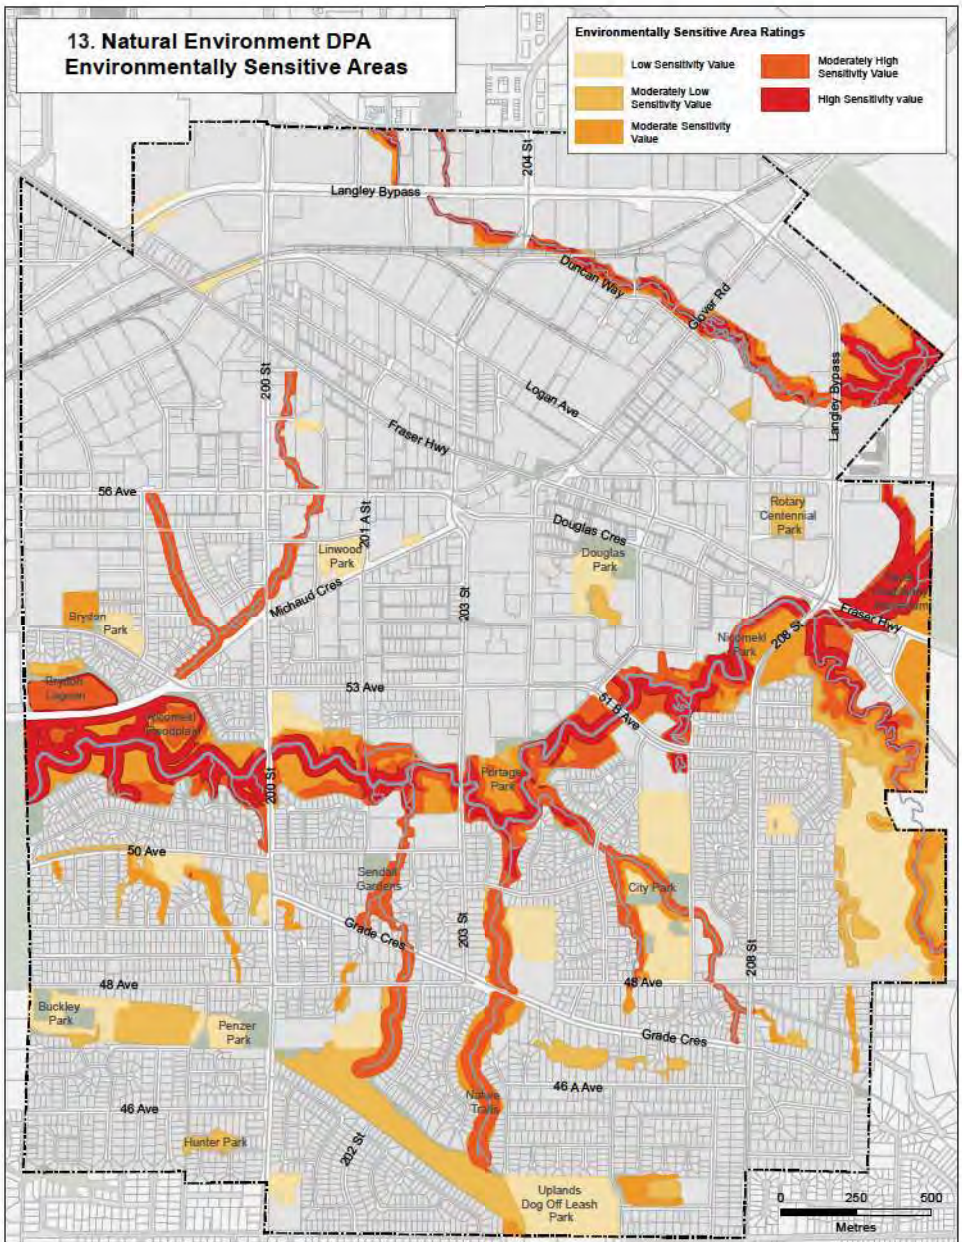 13. Natural Environment DPA
Environmentally Sensitive Areas
Environmentally Sensitive Area Ratings
Low Sensitivity Value
Moderately Low
Sensitivity Value
Moderate Sensitivity
Value
Moderately High
Sensitivity Value
High Sensitivity value
204 St
Langley Bypass
Duncan Way
Glover Rd
Langley Bypass
200 St
Logan Ave
Fraser Hwy
56 Ave
201 A St
Rotary
Centennial
Park
Douglas Cres
Linwood
Park
Douglas
Park
Michaud Cres
203 St
Brydon
Park
Fraser Hwy
208 St
Nicomekl
Park
Brydon
Lagoon
53 Ave
51 B Ave
Nicomekl
Floodplain
Portage
Park
200 St
50 Ave
Sendall
Gardens
City Park
Grade Cres
203 St
208 St
48 Ave
48 Ave
Buckley
Park
Penzer
Park
Grade Cres
46 A Ave
Native
Trails
46 Ave
Hunter Park
202 St
Uplands
Dog Off Leash
Park
0 250 500
Metres